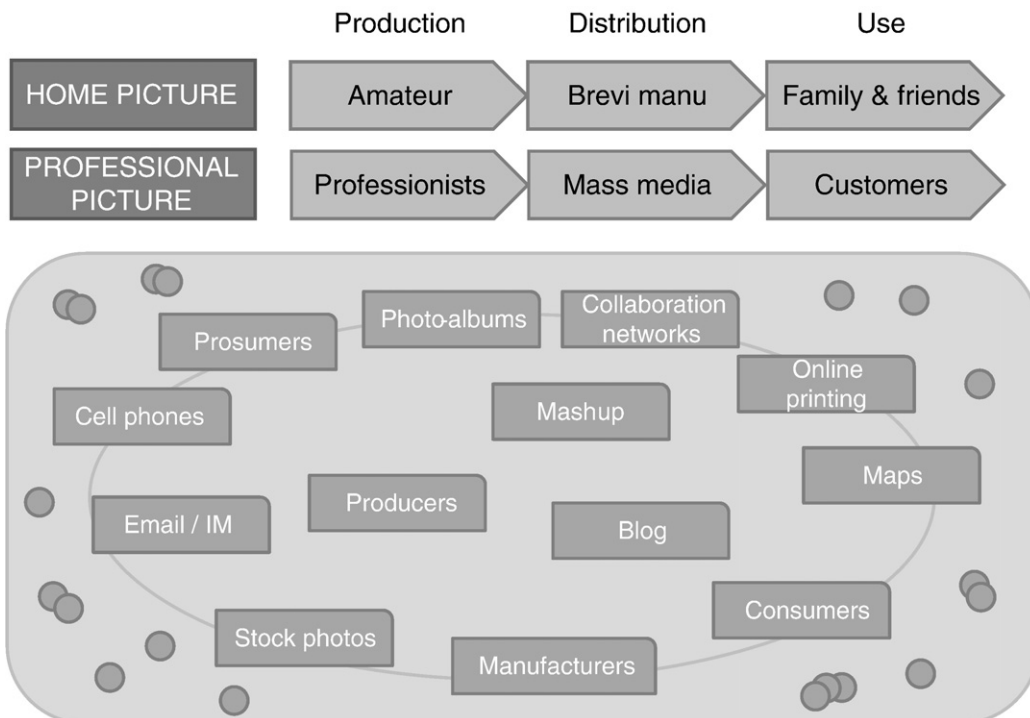 Production Distribution Use
HOME PICTURE Amateur Brevi manu Family & friends
PROFESSIONAL
PICTURE
Professionists Mass media Customers
Photo-albums
Collaboration
networks
Prosumers
Online
printing
Cell phones
Mashup
Maps
Producers
Email / IM
Blog
Consumers
Stock photos
Manufacturers